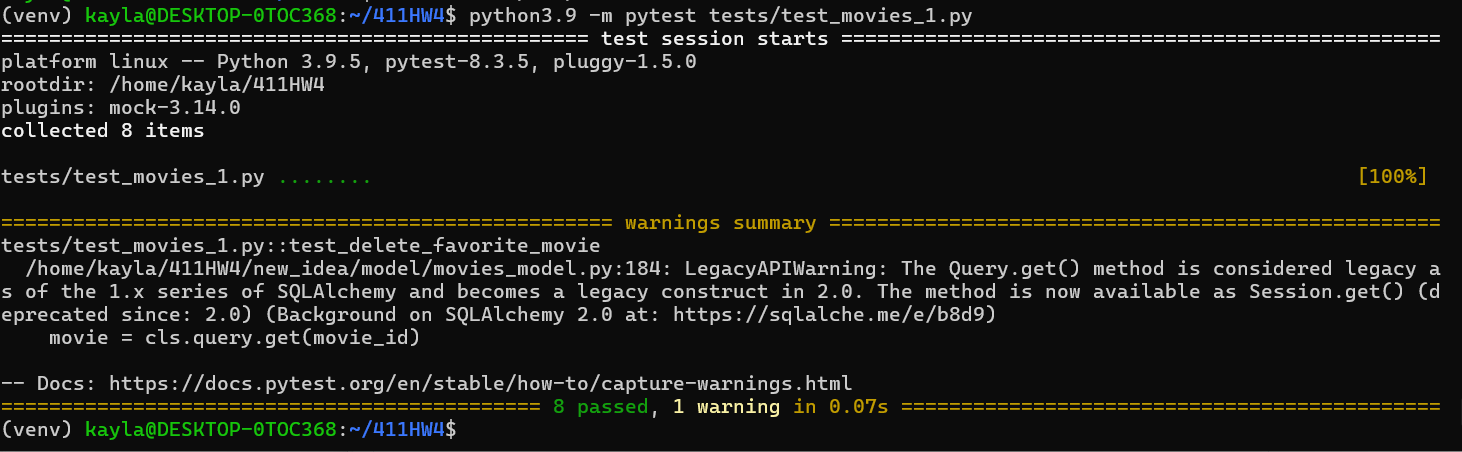 (venv) kayla@DESKTOP-0TOC368:~/411HW4$ python3.9 -m pytest tests/test_movies_1.py
================================================= test session starts ==================================================
platform linux -- Python 3.9.5, pytest-8.3.5, pluggy-1.5.0
rootdir: /home/kayla/411HW4
plugins: mock-3.14.0
collected 8 items
tests/test_movies_1.py ........ [100%]
=================================================== warnings summary ===================================================
tests/test_movies_1.py::test_delete_favorite_movie
/home/kayla/411HW4/new_idea/model/movies_model.py:184: LegacyAPIWarning: The Query.get() method is considered legacy a
s of the 1.x series of SQLAlchemy and becomes a legacy construct in 2.0. The method is now available as Session.get() (d
eprecated since: 2.0) (Background on SQLAlchemy 2.0 at: https://sqlalche.me/e/b8d9)
movie = cls.query.get(movie_id)
-- Docs: https://docs.pytest.org/en/stable/how-to/capture-warnings.html
============================================= 8 passed, 1 warning in 0.07s =============================================
(venv) kayla@DESKTOP-0TOC368:~/411HW4$